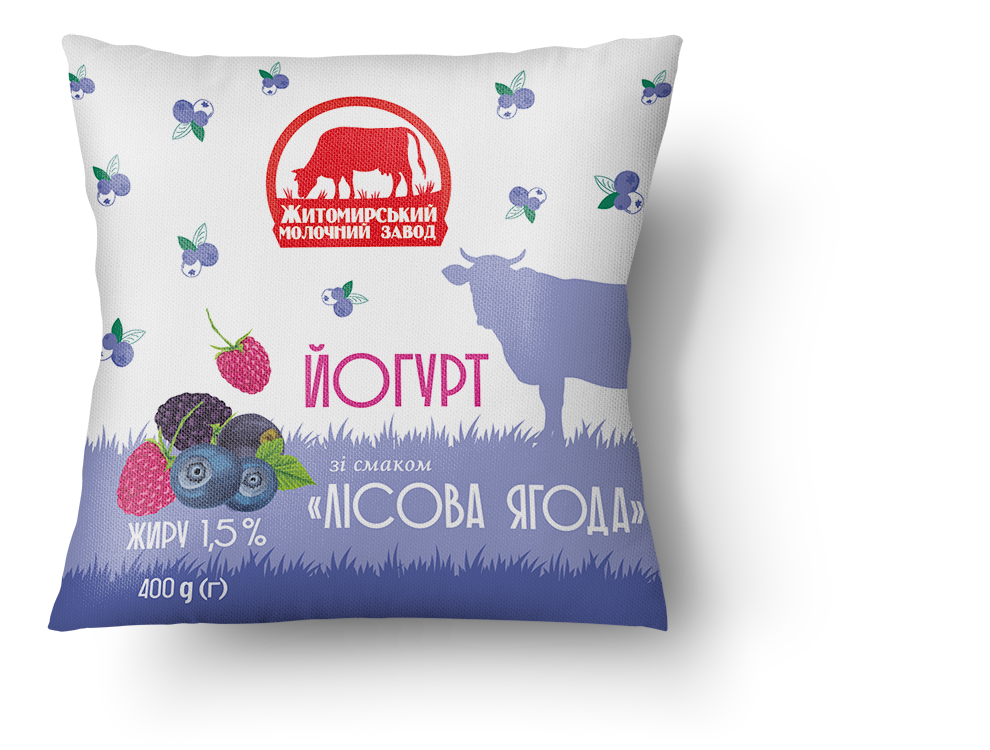 Житомирський
молочний завод
ЙОГУРТ
зі смаком
«ЛІСОВА ЯГОДА»
ЖИРУ 1,5%
400 g (г)